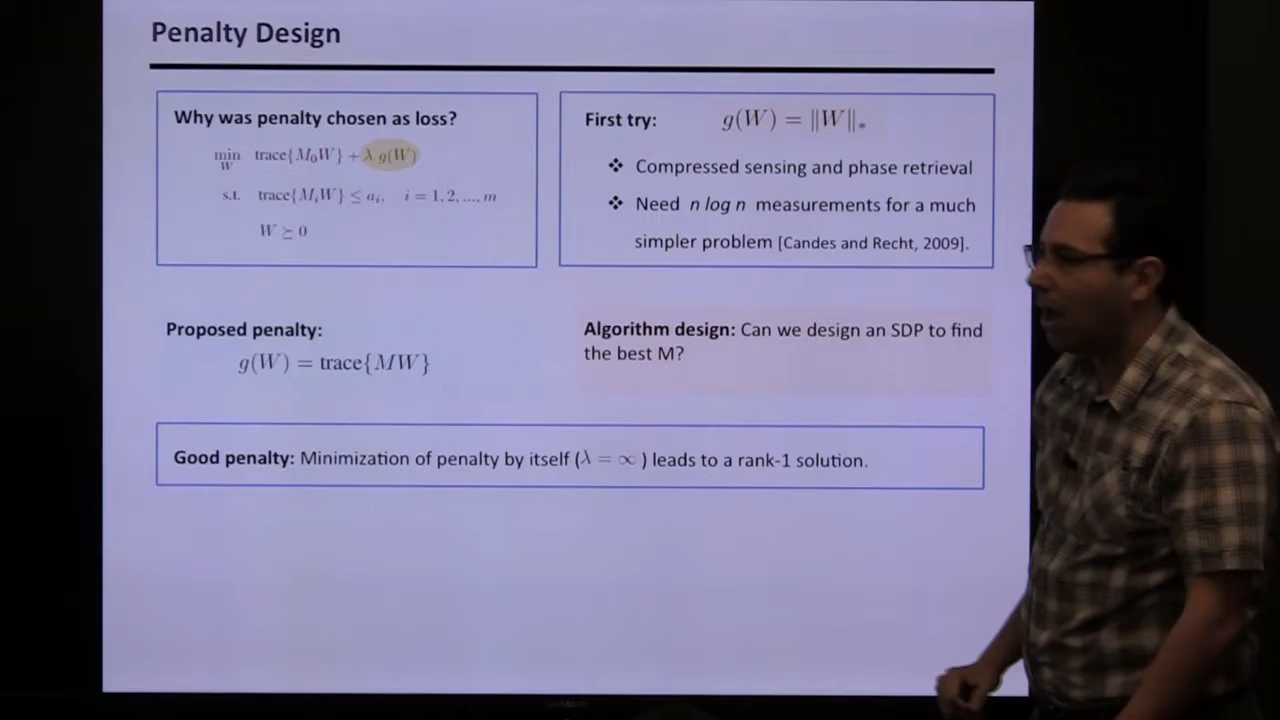 Penalty Design
Why was penalty chosen as loss?
min_W trace{M₀W} + λ g(W)
s.t. trace{MᵢW} ≤ aᵢ, i = 1, 2, ..., m
W ⪰ 0
First try: g(W) = ‖W‖*
❖ Compressed sensing and phase retrieval
❖ Need n log n measurements for a much
simpler problem [Candes and Recht, 2009].
Proposed penalty:
g(W) = trace{MW}
Algorithm design: Can we design an SDP to find
the best M?
Good penalty: Minimization of penalty by itself (λ = ∞ ) leads to a rank-1 solution.